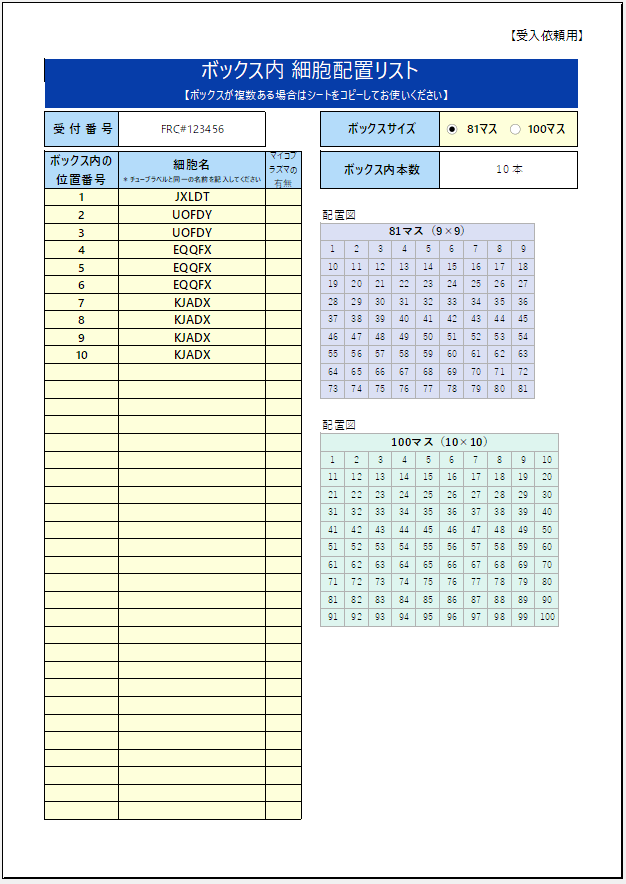 【受入依頼用】
ボックス内 細胞配置リスト
【ボックスが複数ある場合はシートをコピーしてお使いください】
受付番号 FRC#123456 ボックスサイズ 81マス 100マス
ボックス内の位置番号 細胞名 マイコプラズマの有無 ボックス内本数 10 本
＊チューブラベルと同一の名前を記入してください
1 JXLDT
2 UOFDY
3 UOFDY
4 EQQFX
5 EQQFX
6 EQQFX
7 KJADX
8 KJADX
9 KJADX
10 KJADX
配置図
81マス（9×9）
1 2 3 4 5 6 7 8 9
10 11 12 13 14 15 16 17 18
19 20 21 22 23 24 25 26 27
28 29 30 31 32 33 34 35 36
37 38 39 40 41 42 43 44 45
46 47 48 49 50 51 52 53 54
55 56 57 58 59 60 61 62 63
64 65 66 67 68 69 70 71 72
73 74 75 76 77 78 79 80 81
配置図
100マス（10×10）
1 2 3 4 5 6 7 8 9 10
11 12 13 14 15 16 17 18 19 20
21 22 23 24 25 26 27 28 29 30
31 32 33 34 35 36 37 38 39 40
41 42 43 44 45 46 47 48 49 50
51 52 53 54 55 56 57 58 59 60
61 62 63 64 65 66 67 68 69 70
71 72 73 74 75 76 77 78 79 80
81 82 83 84 85 86 87 88 89 90
91 92 93 94 95 96 97 98 99 100